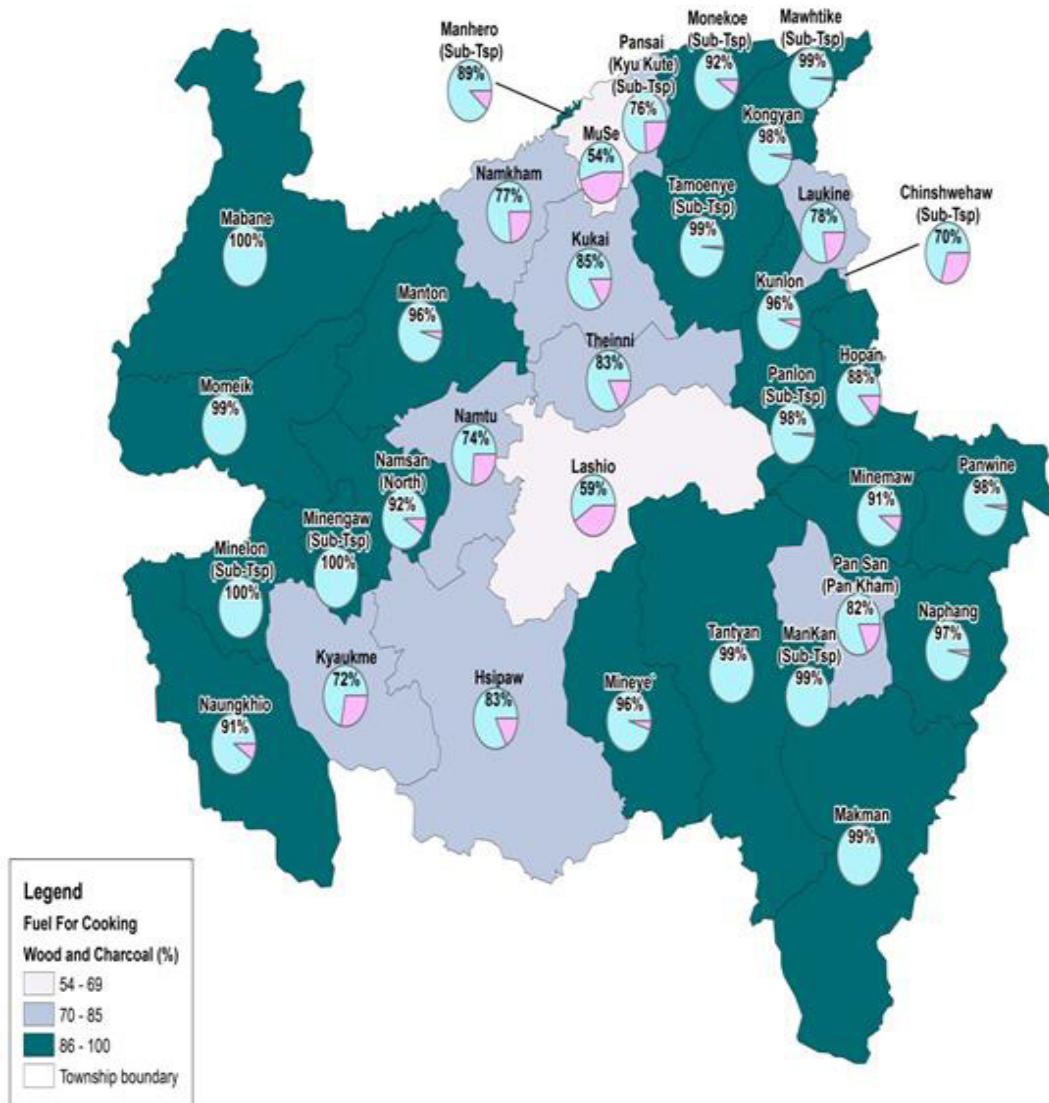 Manhero
(Sub-Tsp)
89%
Pansai
(Kyu Kute)
(Sub-Tsp)
76%
Monekoe
(Sub-Tsp)
92%
Mawhtike
(Sub-Tsp)
99%
Kongyan
98%
MuSe
54%
Namkham
77%
Tamoenye
(Sub-Tsp)
99%
Laukine
78%
Chinshwehaw
(Sub-Tsp)
70%
Mabane
100%
Kukai
85%
Manton
96%
Kunlon
96%
Theinni
83%
Hopan
88%
Panlon
(Sub-Tsp)
98%
Momeik
99%
Namtu
74%
Namsan
(North)
92%
Lashio
59%
Minemaw
91%
Panwine
98%
Minengaw
(Sub-Tsp)
100%
Minelon
(Sub-Tsp)
100%
Pan San
(Pan Kham)
82%
Naphang
97%
Tantyan
99%
ManKan
(Sub-Tsp)
99%
Kyaukme
72%
Hsipaw
83%
Mineye'
96%
Naungkhio
91%
Makman
99%
Legend
Fuel For Cooking
Wood and Charcoal (%)
54 - 69
70 - 85
86 - 100
Township boundary